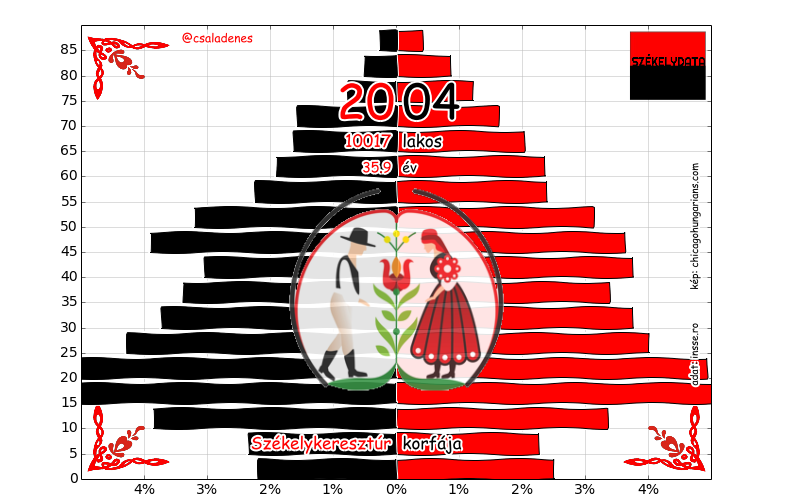 @csaladenes
SZÉKELYDATA
2004
10017 lakos
35.9 év
kép: chicagohungarians.com
adat: insse.ro
Székelykeresztúr korfája
85
80
75
70
65
60
55
50
45
40
35
30
25
20
15
10
5
0
4% 3% 2% 1% 0% 1% 2% 3% 4%